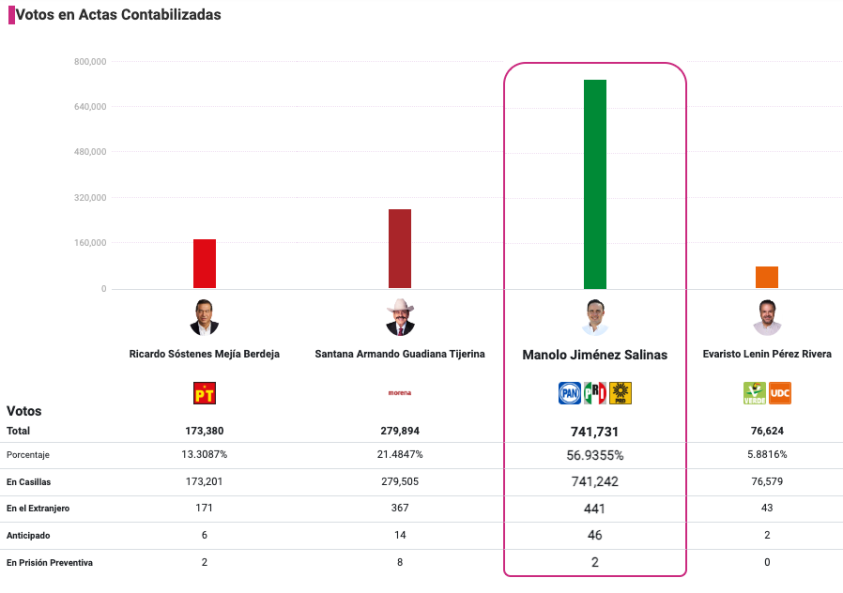 Votos en Actas Contabilizadas
800,000
640,000
480,000
320,000
160,000
0
Ricardo Sóstenes Mejía Berdeja Santana Armando Guadiana Tijerina Manolo Jiménez Salinas Evaristo Lenin Pérez Rivera
PT morena PAN PRD PRD VERDE UDC
Votos
Total 173,380 279,894 741,731 76,624
Porcentaje 13.3087% 21.4847% 56.9355% 5.8816%
En Casillas 173,201 279,505 741,242 76,579
En el Extranjero 171 367 441 43
Anticipado 6 14 46 2
En Prisión Preventiva 2 8 2 0